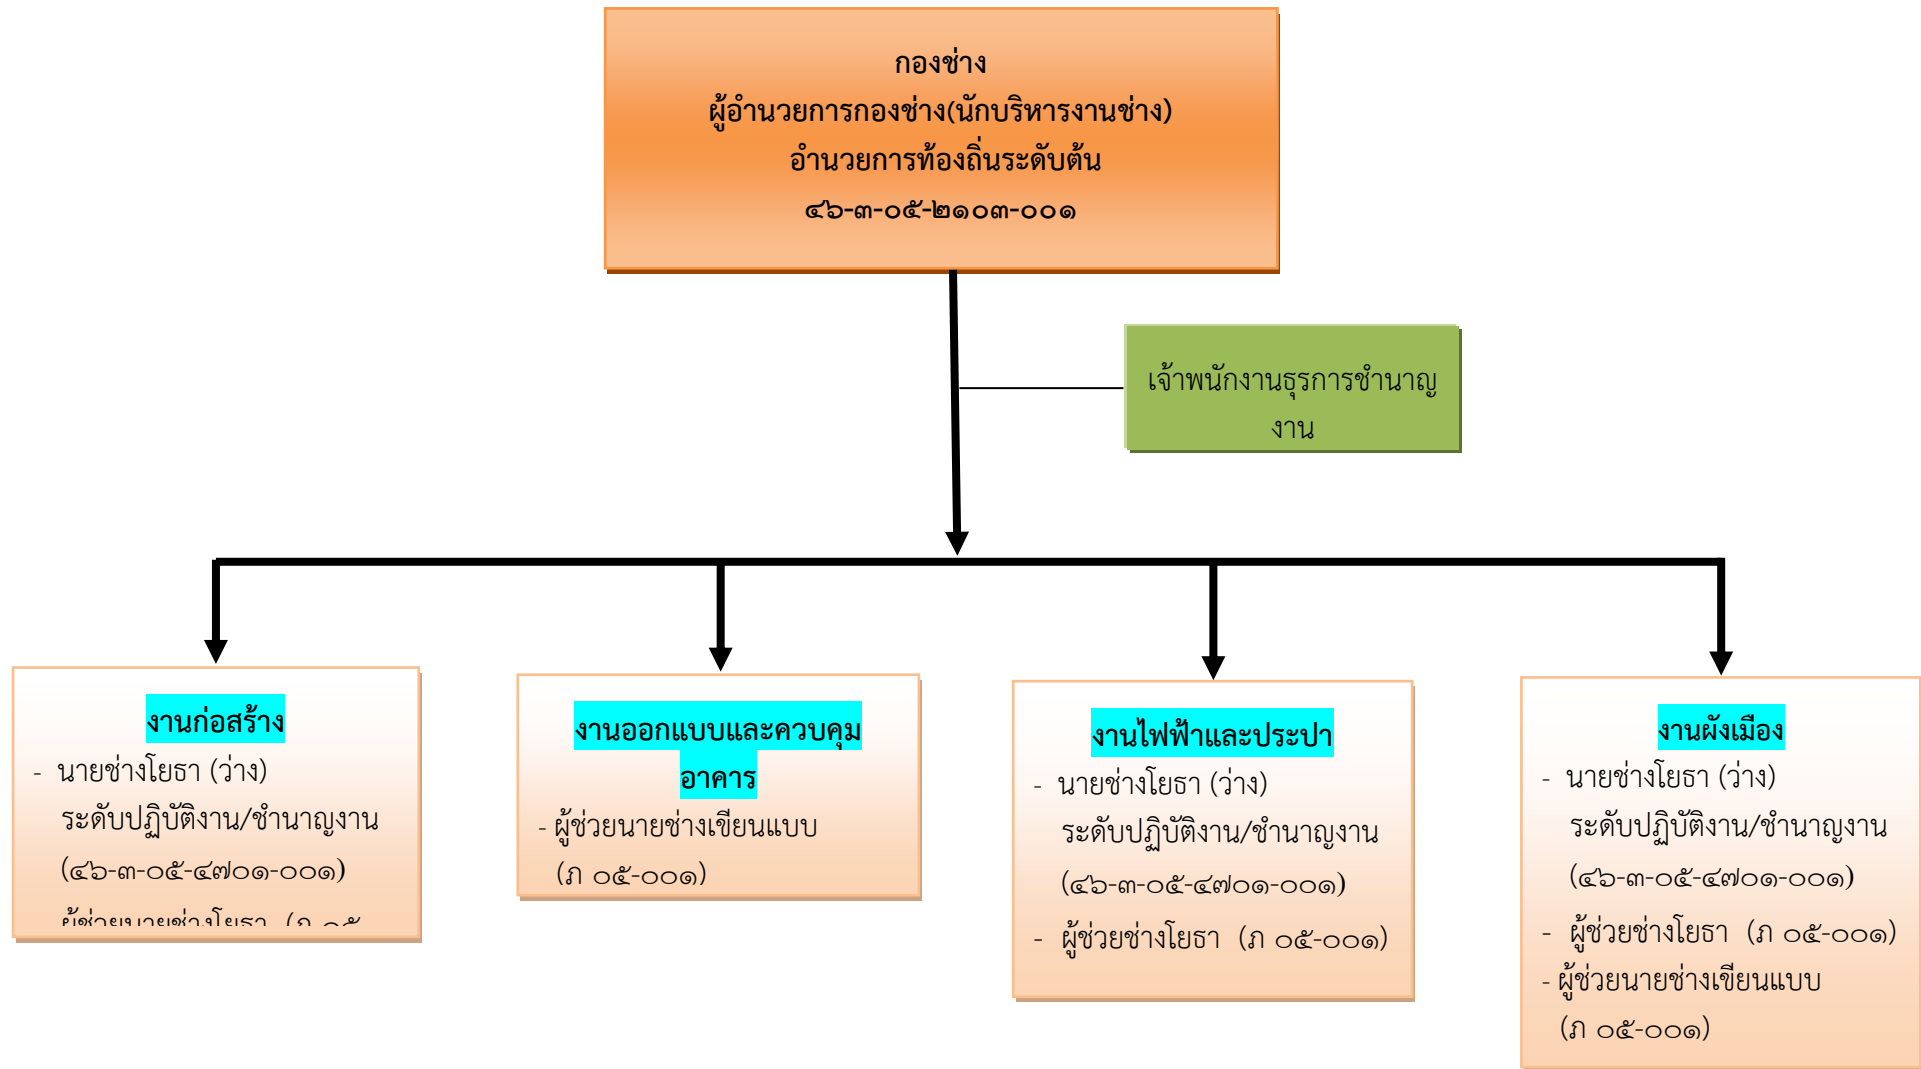 กองช่าง
ผู้อำนวยการกองช่าง(นักบริหารงานช่าง)
อำนวยการท้องถิ่นระดับต้น
๔๖-๓-๐๕-๒๑๐๓-๐๐๑
เจ้าพนักงานธุรการชำนาญ
งาน
งานก่อสร้าง
- นายช่างโยธา (ว่าง)
ระดับปฏิบัติงาน/ชำนาญงาน
(๔๖-๓-๐๕-๔๗๐๑-๐๐๑)
ผู้ช่วยนายช่างโยธา (ภ ๐๕
งานออกแบบและควบคุม
อาคาร
- ผู้ช่วยนายช่างเขียนแบบ
(ภ ๐๕-๐๐๑)
งานไฟฟ้าและประปา
- นายช่างโยธา (ว่าง)
ระดับปฏิบัติงาน/ชำนาญงาน
(๔๖-๓-๐๕-๔๗๐๑-๐๐๑)
- ผู้ช่วยช่างโยธา (ภ ๐๕-๐๐๑)
งานผังเมือง
- นายช่างโยธา (ว่าง)
ระดับปฏิบัติงาน/ชำนาญงาน
(๔๖-๓-๐๕-๔๗๐๑-๐๐๑)
- ผู้ช่วยช่างโยธา (ภ ๐๕-๐๐๑)
- ผู้ช่วยนายช่างเขียนแบบ
(ภ ๐๕-๐๐๑)